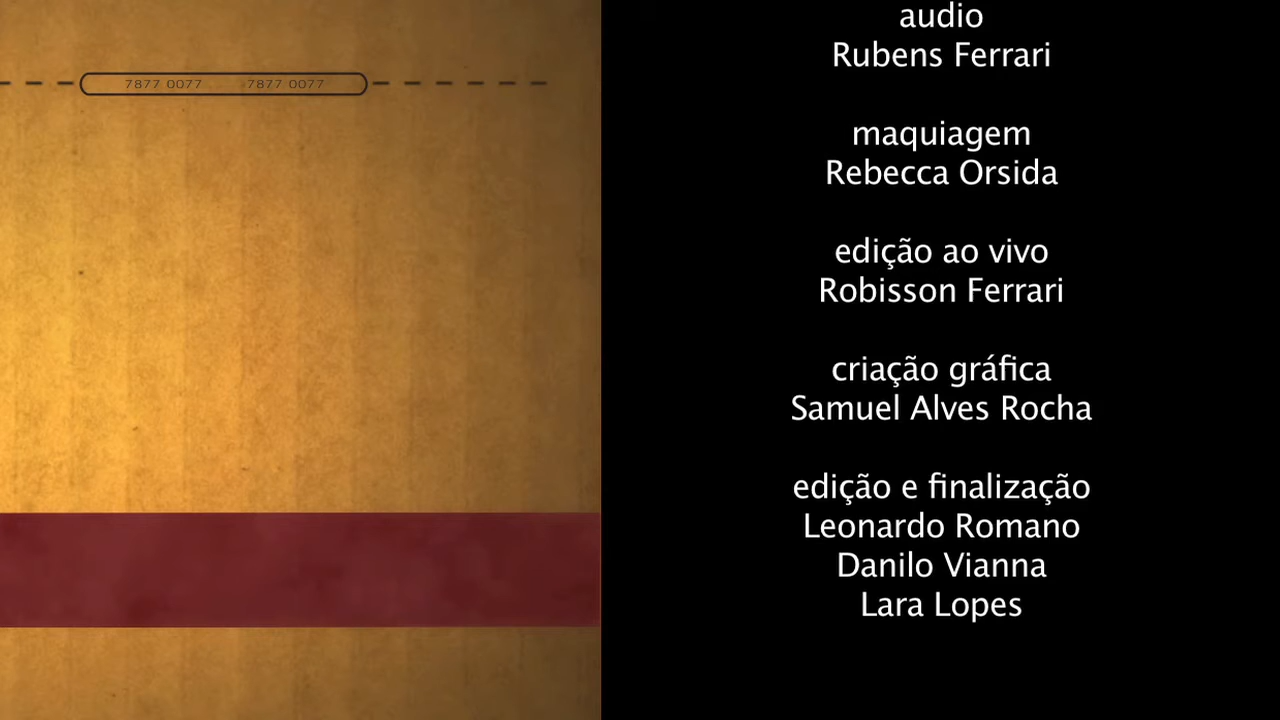 7877 0077 7877 0077
audio
Rubens Ferrari
maquiagem
Rebecca Orsida
edição ao vivo
Robisson Ferrari
criação gráfica
Samuel Alves Rocha
edição e finalização
Leonardo Romano
Danilo Vianna
Lara Lopes